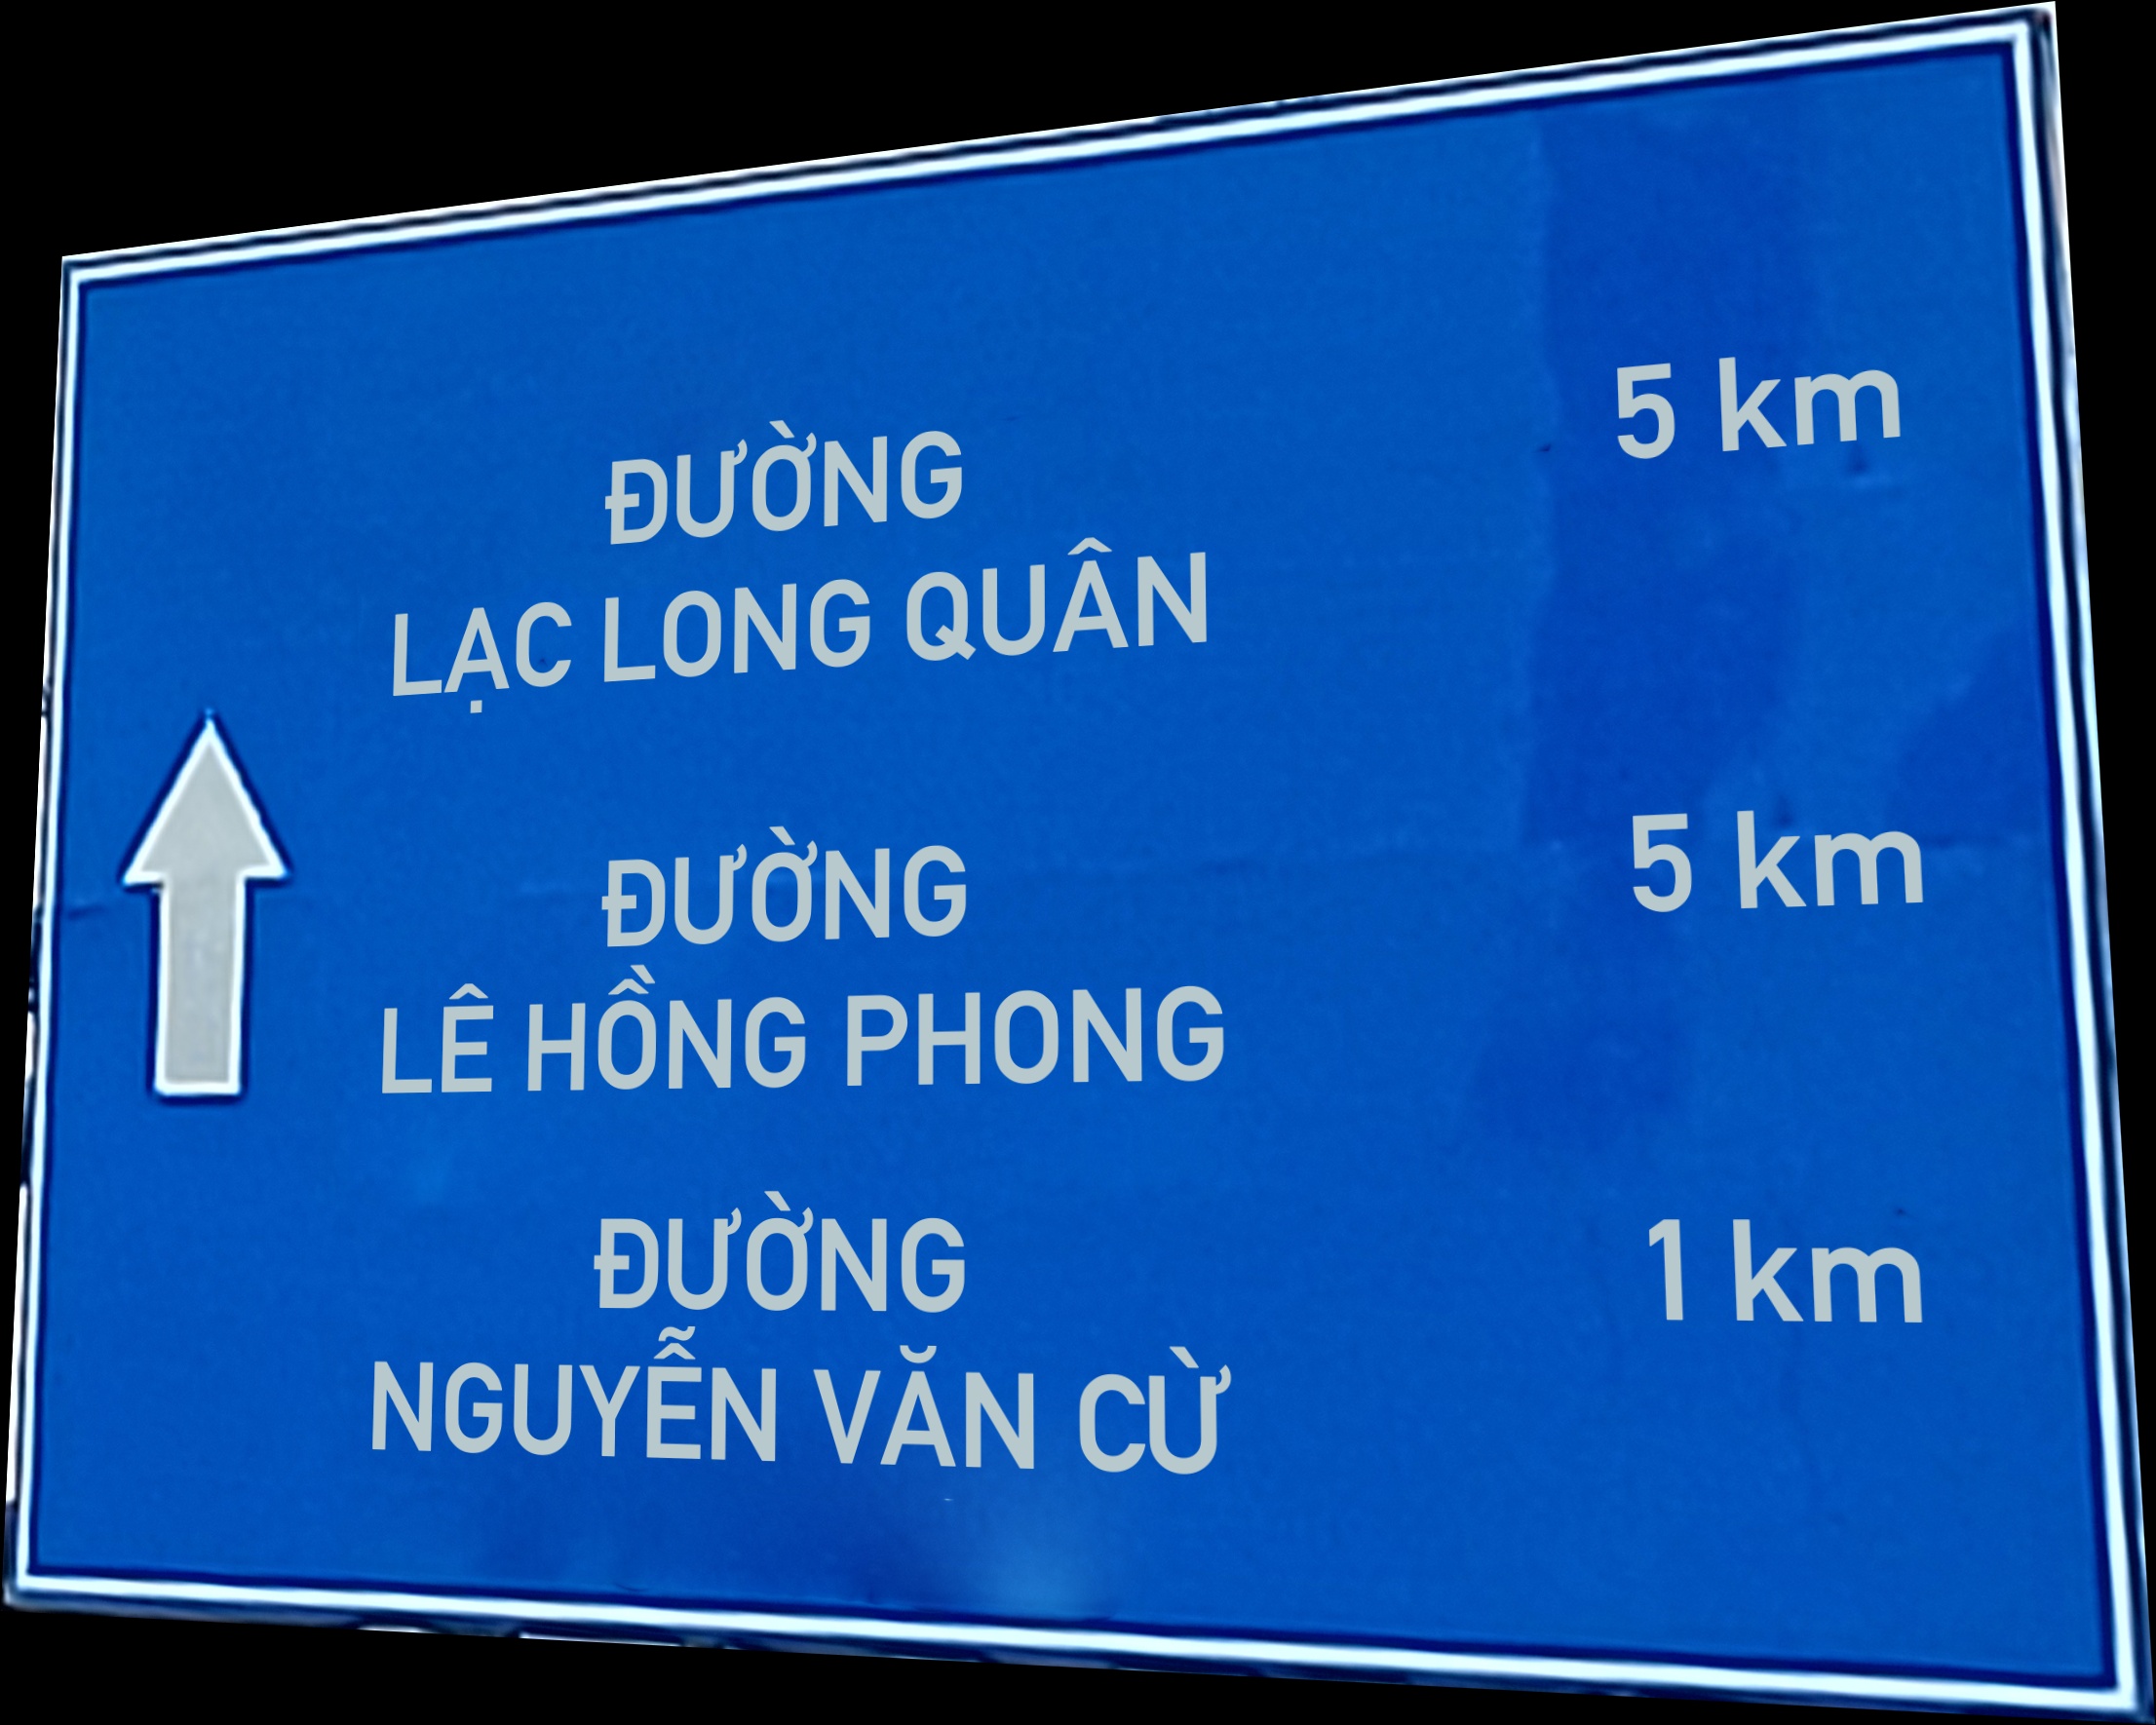 ĐƯỜNG
LẠC LONG QUÂN
5 km
ĐƯỜNG
LÊ HỒNG PHONG
5 km
ĐƯỜNG
NGUYỄN VĂN CỪ
1 km